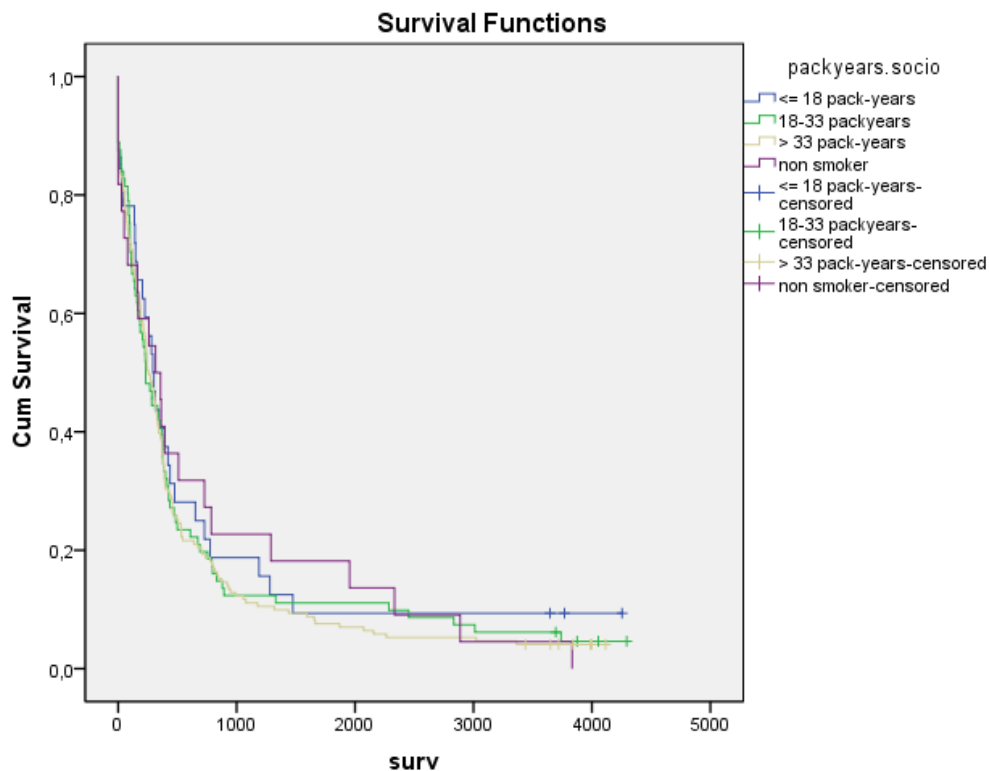 Survival Functions
1,0
0,8
0,6
0,4
0,2
0,0
Cum Survival
0
1000
2000
3000
4000
5000
surv
packyears.socio
<= 18 pack-years
18-33 packyears
> 33 pack-years
non smoker
<= 18 pack-years-
censored
18-33 packyears-
censored
> 33 pack-years-censored
non smoker-censored